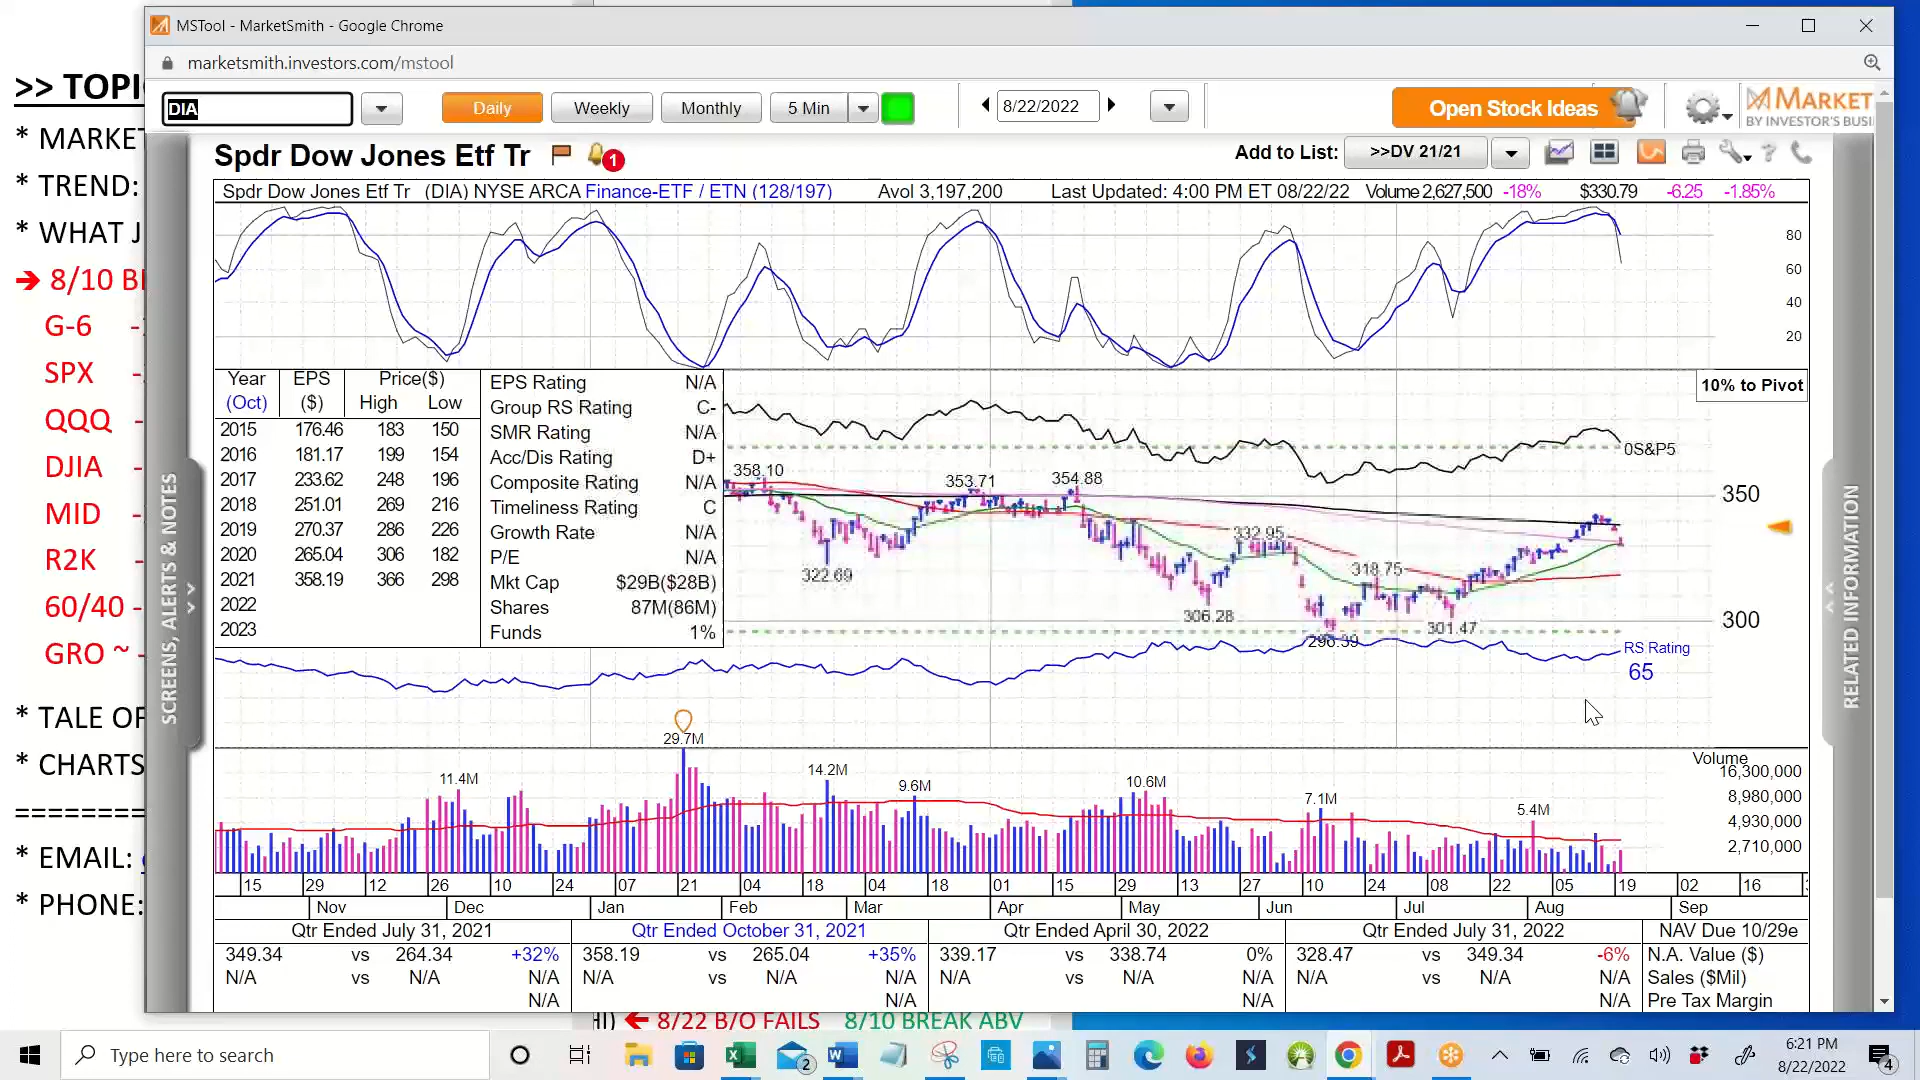 MSTool - MarketSmith - Google Chrome
marketsmith.investors.com/mstool
>> TOPI
* MARKET
* TREND:
* WHAT J
➔ 8/10 B
G-6 -
SPX -
QQQ -
DJIA -
MID -
R2K -
60/40 -
GRO ~ -
* TALE OF
* CHARTS
==========
* EMAIL:
* PHONE:
DIA
Daily
Weekly
Monthly
5 Min
8/22/2022
Open Stock Ideas
MARKET
BY INVESTOR'S BUSI
Spdr Dow Jones Etf Tr
1
Add to List:
>>DV 21/21
Spdr Dow Jones Etf Tr (DIA) NYSE ARCA Finance-ETF / ETN (128/197) Avol 3,197,200 Last Updated: 4:00 PM ET 08/22/22 Volume 2,627,500 -18% $330.79 -6.25 -1.85%
80
60
40
20
Year EPS Price($)
(Oct) ($) High Low
2015 176.46 183 150
2016 181.17 199 154
2017 233.62 248 196
2018 251.01 269 216
2019 270.37 286 226
2020 265.04 306 182
2021 358.19 366 298
2022
2023
EPS Rating N/A
Group RS Rating C-
SMR Rating N/A
Acc/Dis Rating D+
Composite Rating N/A
Timeliness Rating C
Growth Rate N/A
P/E N/A
Mkt Cap $29B($28B)
Shares 87M(86M)
Funds 1%
10% to Pivot
0S&P5
358.10
353.71
354.88
350
332.95
322.69
318.75
306.28
300
301.47
296.39
RS Rating
65
29.7M
11.4M
14.2M
9.6M
10.6M
7.1M
5.4M
Volume
16,300,000
8,980,000
4,930,000
2,710,000
15 29 12 26 10 24 07 21 04 18 04 18 01 15 29 13 27 10 24 08 22 05 19 02 16
Nov Dec Jan Feb Mar Apr May Jun Jul Aug Sep
Qtr Ended July 31, 2021 Qtr Ended October 31, 2021 Qtr Ended April 30, 2022 Qtr Ended July 31, 2022 NAV Due 10/29e
349.34 vs 264.34 +32% 358.19 vs 265.04 +35% 339.17 vs 338.74 0% 328.47 vs 349.34 -6% N.A. Value ($)
N/A vs N/A N/A N/A vs N/A N/A N/A vs N/A N/A N/A vs N/A N/A Sales ($Mil)
N/A N/A N/A N/A Pre Tax Margin
SCREENS, ALERTS & NOTES
RELATED INFORMATION
← 8/22 B/O FAILS 8/10 BREAK ABV
Type here to search
2
6:21 PM
8/22/2022
4